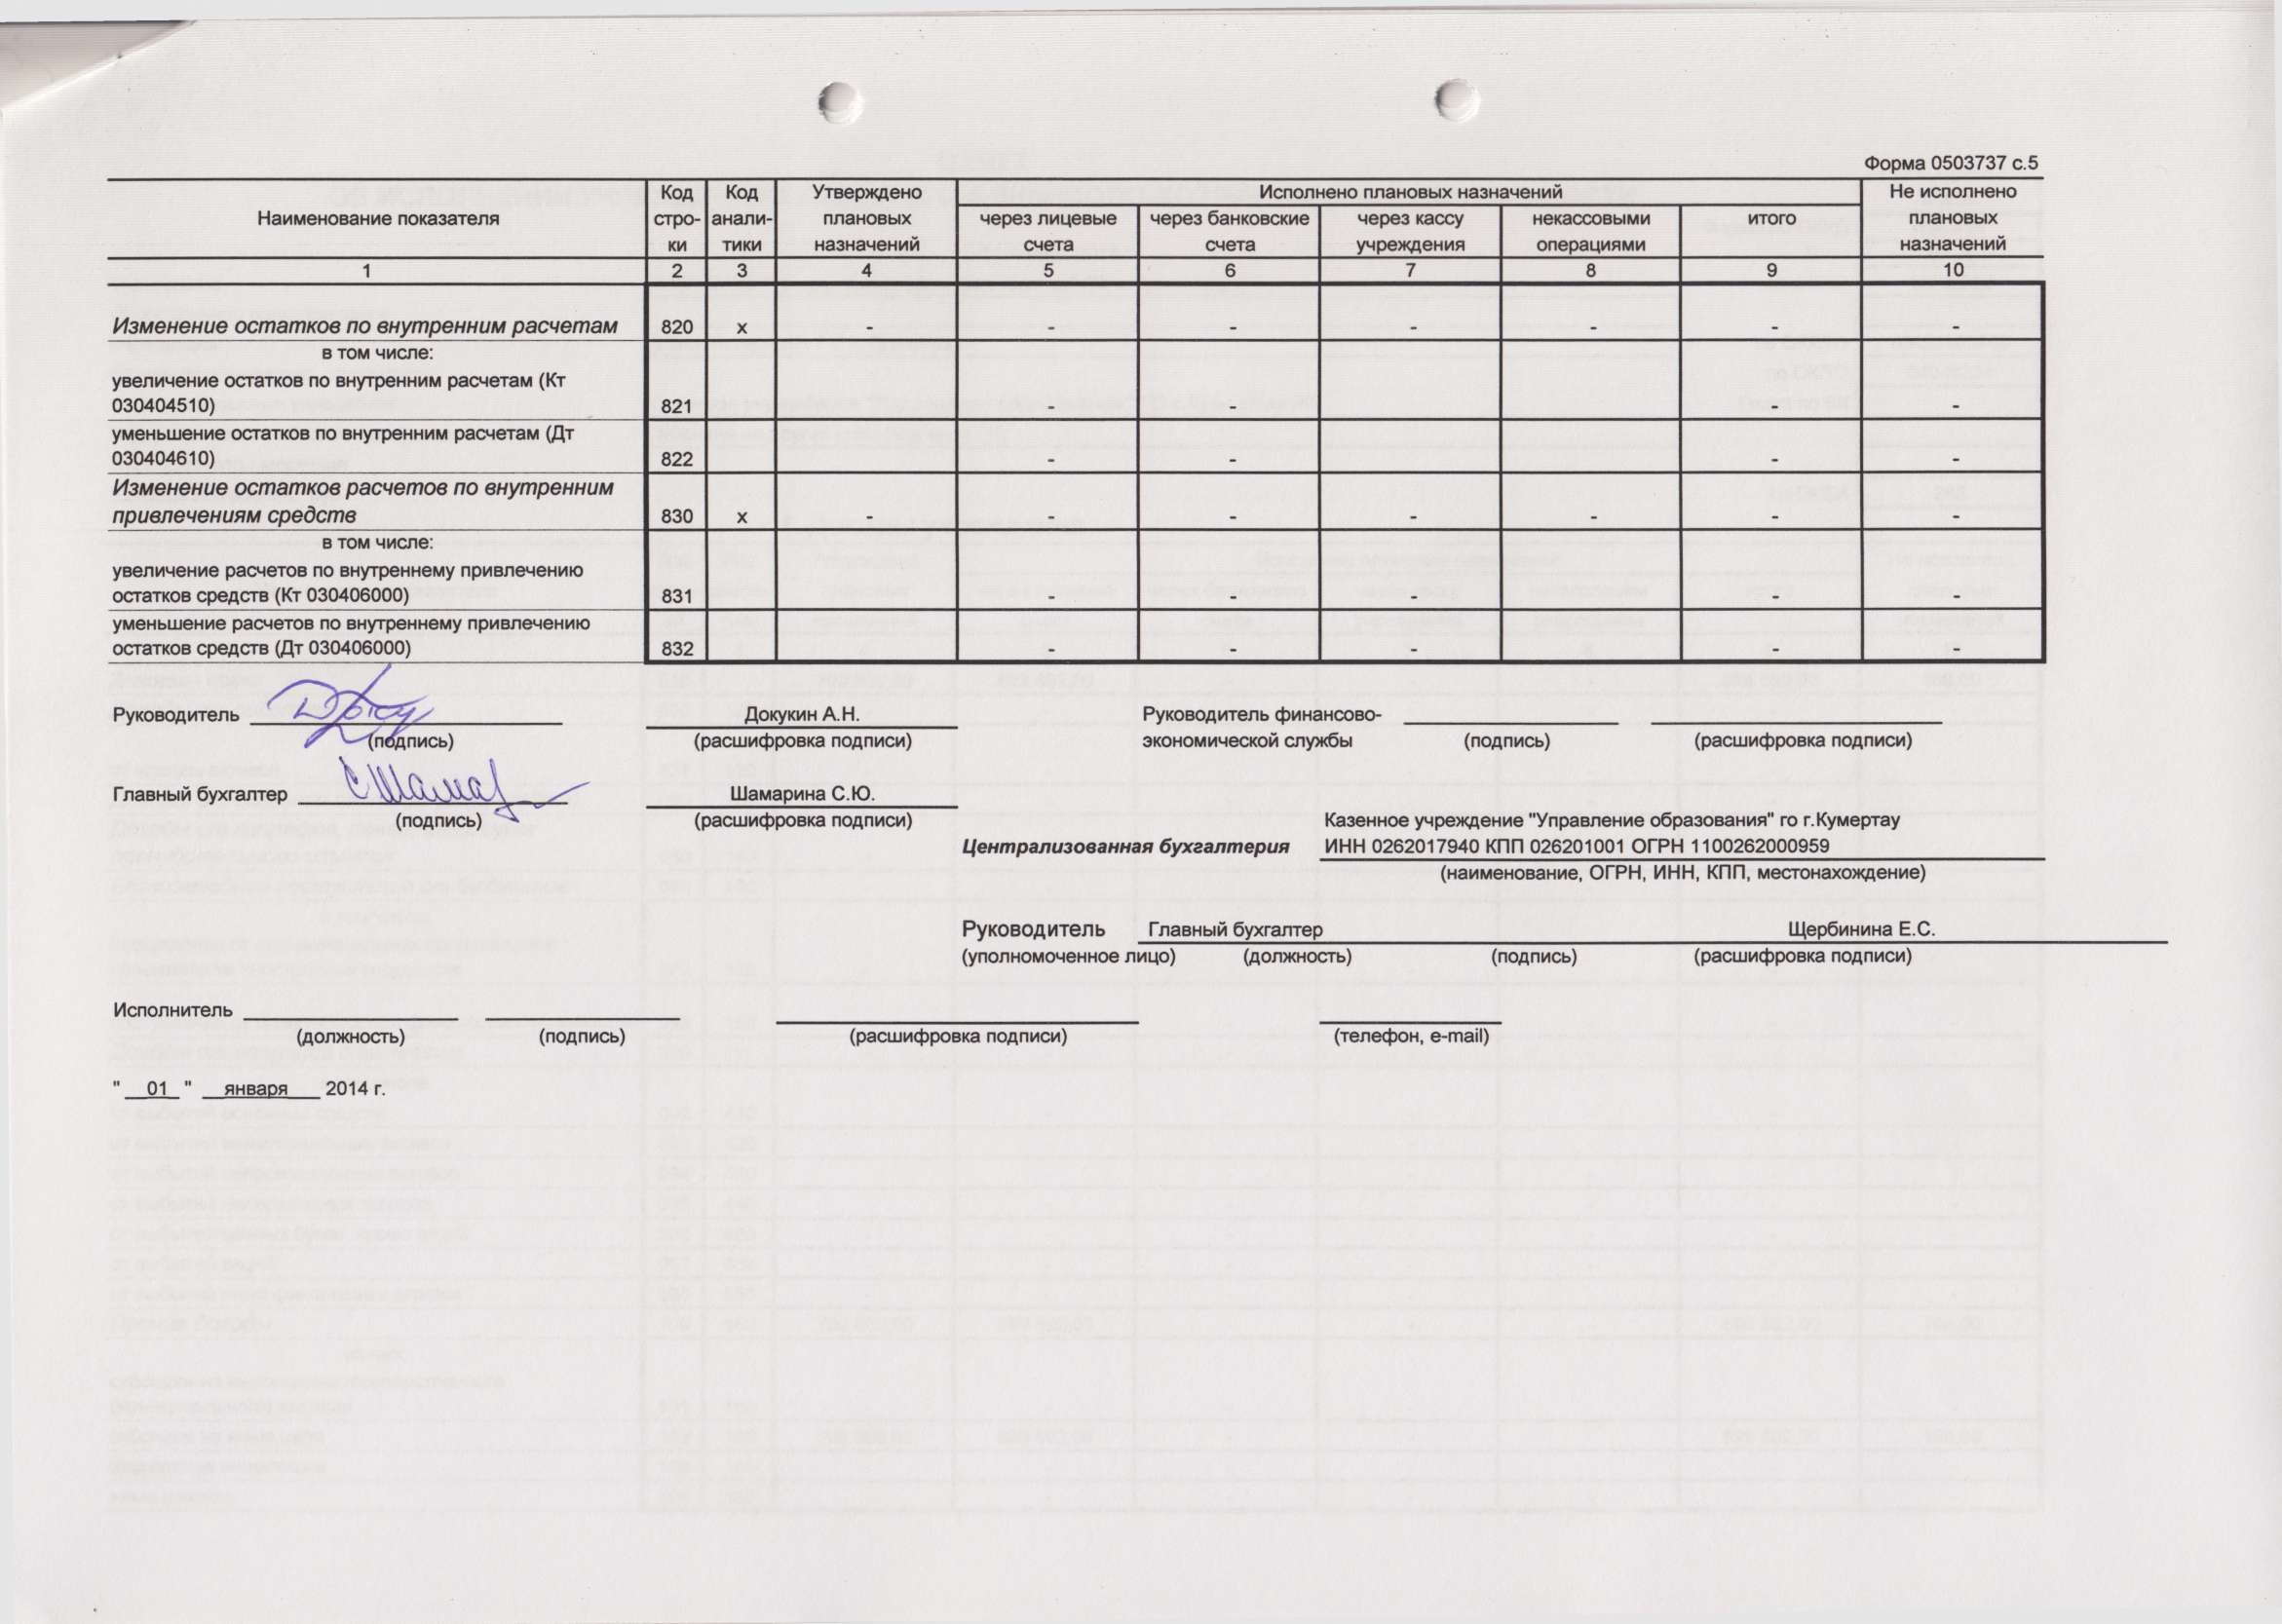 Форма 0503737 с.5
Наименование показателя
Код стро- ки
Код анали- тики
Утверждено плановых назначений
Исполнено плановых назначений
через лицевые счета
через банковские счета
через кассу учреждения
некассовыми операциями
итого
Не исполнено плановых назначений
1 2 3 4 5 6 7 8 9 10
Изменение остатков по внутренним расчетам 820 х - - - - - - -
в том числе:
увеличение остатков по внутренним расчетам (Кт
030404510) 821 - - - -
уменьшение остатков по внутренним расчетам (Дт
030404610) 822 - - - -
Изменение остатков расчетов по внутренним
привлечениям средств 830 х - - - - - - -
в том числе:
увеличение расчетов по внутреннему привлечению
остатков средств (Кт 030406000) 831 - - - - -
уменьшение расчетов по внутреннему привлечению
остатков средств (Дт 030406000) 832 - - - - -
Руководитель Докукин А.Н. Руководитель финансово-
(подпись) (расшифровка подписи) экономической службы (подпись) (расшифровка подписи)
Главный бухгалтер Шамарина С.Ю.
(подпись) (расшифровка подписи)
Казенное учреждение "Управление образования" го г.Кумертау
Централизованная бухгалтерия ИНН 0262017940 КПП 026201001 ОГРН 1100262000959
(наименование, ОГРН, ИНН, КПП, местонахождение)
Руководитель Главный бухгалтер Щербинина Е.С.
(уполномоченное лицо) (должность) (подпись) (расшифровка подписи)
Исполнитель
(должность) (подпись) (расшифровка подписи) (телефон, e-mail)
" 01 " января 2014 г.